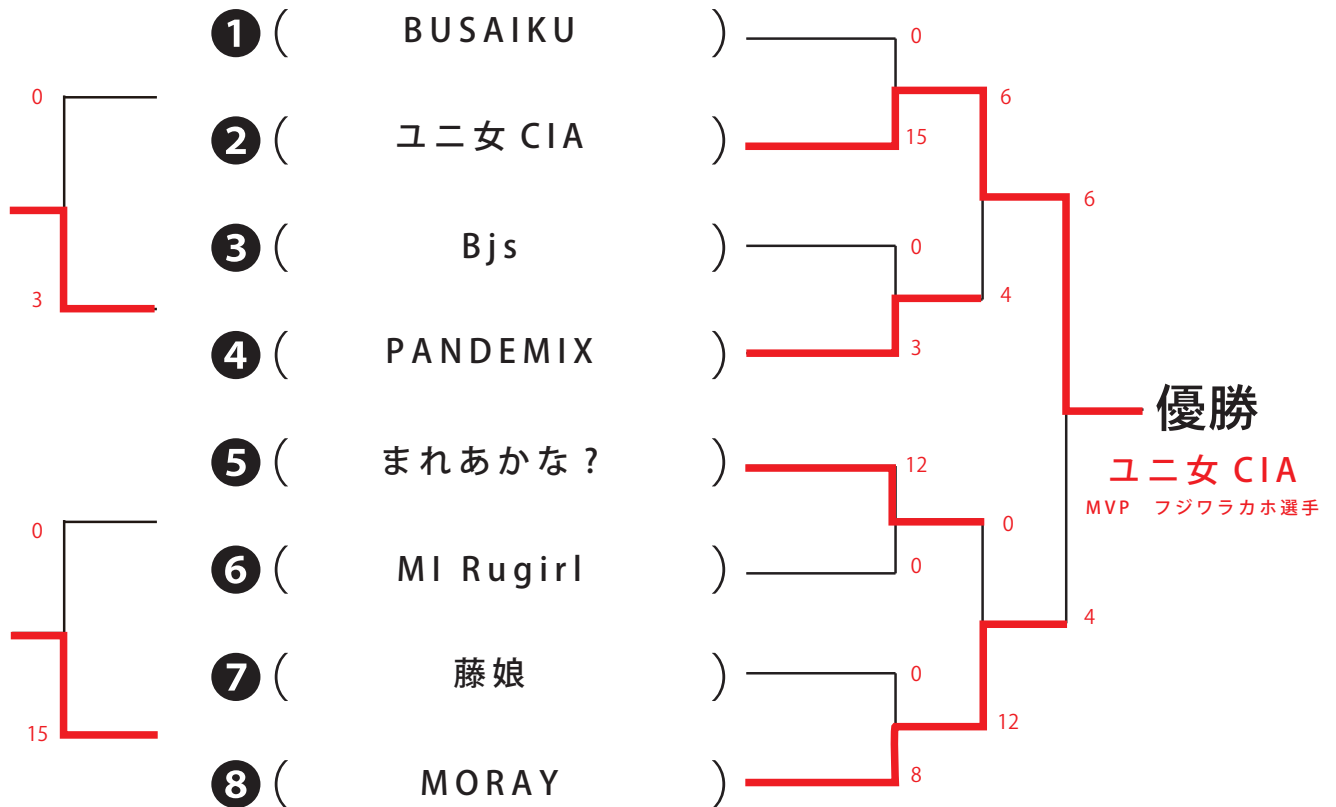 ❶ ( BUSAIKU ) 0
0 6
❷ ( ユニ女 CIA ) 15
6
❸ ( Bjs ) 0
3 4
❹ ( PANDEMIX ) 3
優勝
❺ ( まれあかな？ ) 12
ユニ女 CIA
MVP　フジワラカホ選手
0 0
❻ ( MI Rugirl ) 0
4
❼ ( 藤娘 ) 0
15 12
❽ ( MORAY ) 8